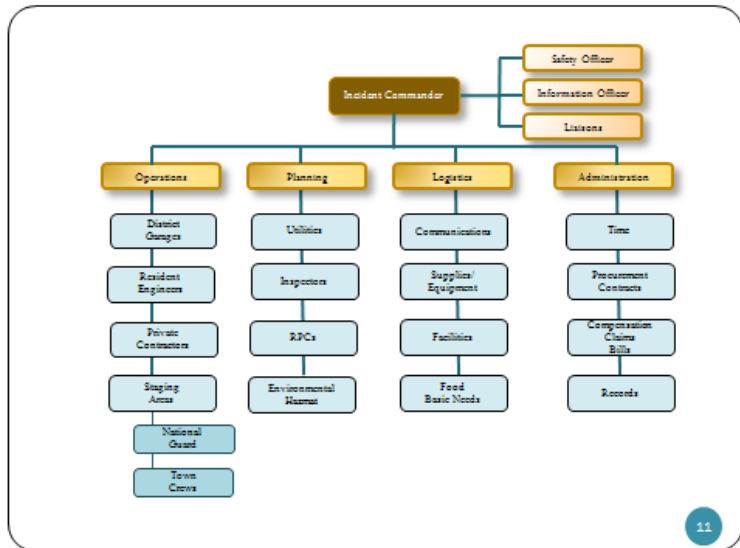 Safety Officer
Incident Commander
Information Officer
Liaisons
Operations
Planning
Logistics
Administration
District
Garages
Utilities
Communications
Time
Resident
Engineers
Inspectors
Supplies/
Equipment
Procurement
Contracts
Private
Contractors
RPCs
Facilities
Compensation
Claims
Bills
Staging
Areas
Environmental
Hazmat
Food
Basic Needs
Records
National
Guard
Town
Crews
11